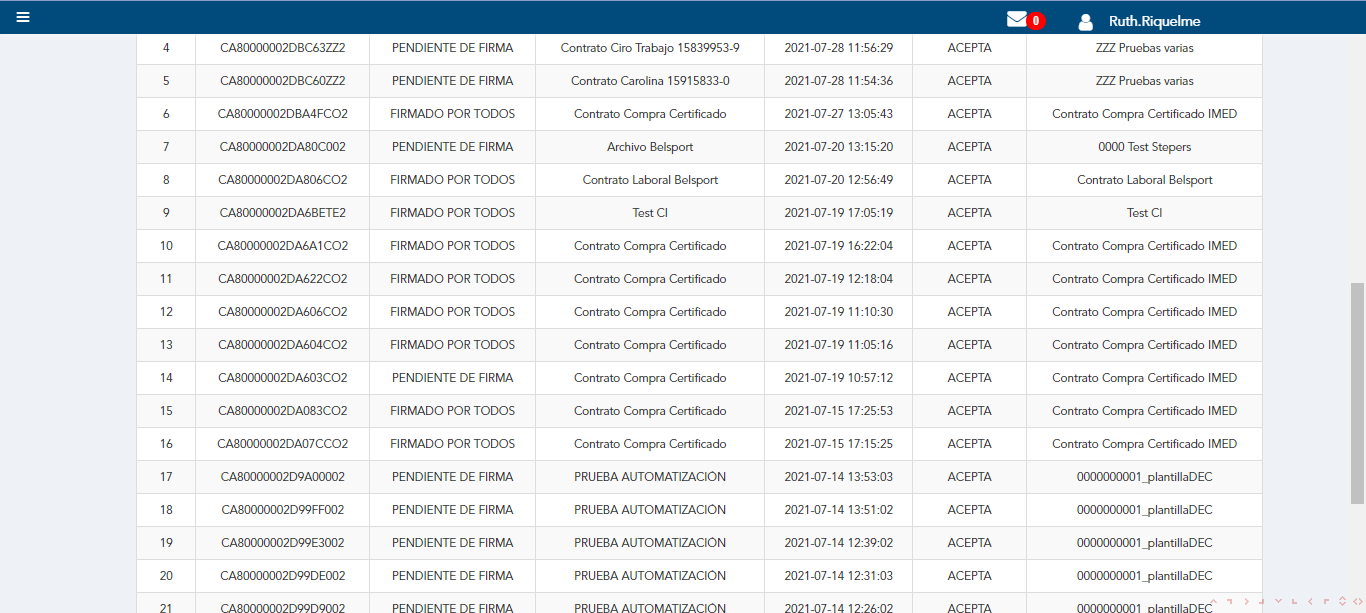 0 Ruth.Riquelme
4 CA80000002DBC63ZZ2 PENDIENTE DE FIRMA Contrato Ciro Trabajo 15839953-9 2021-07-28 11:56:29 ACEPTA ZZZ Pruebas varias
5 CA80000002DBC60ZZ2 PENDIENTE DE FIRMA Contrato Carolina 15915833-0 2021-07-28 11:54:36 ACEPTA ZZZ Pruebas varias
6 CA80000002DBA4FCO2 FIRMADO POR TODOS Contrato Compra Certificado 2021-07-27 13:05:43 ACEPTA Contrato Compra Certificado IMED
7 CA80000002DA80C002 PENDIENTE DE FIRMA Archivo Belsport 2021-07-20 13:15:20 ACEPTA 0000 Test Stepers
8 CA80000002DA806CO2 FIRMADO POR TODOS Contrato Laboral Belsport 2021-07-20 12:56:49 ACEPTA Contrato Laboral Belsport
9 CA80000002DA6BETE2 FIRMADO POR TODOS Test CI 2021-07-19 17:05:19 ACEPTA Test CI
10 CA80000002DA6A1CO2 FIRMADO POR TODOS Contrato Compra Certificado 2021-07-19 16:22:04 ACEPTA Contrato Compra Certificado IMED
11 CA80000002DA622CO2 FIRMADO POR TODOS Contrato Compra Certificado 2021-07-19 12:18:04 ACEPTA Contrato Compra Certificado IMED
12 CA80000002DA606CO2 FIRMADO POR TODOS Contrato Compra Certificado 2021-07-19 11:10:30 ACEPTA Contrato Compra Certificado IMED
13 CA80000002DA604CO2 FIRMADO POR TODOS Contrato Compra Certificado 2021-07-19 11:05:16 ACEPTA Contrato Compra Certificado IMED
14 CA80000002DA603CO2 PENDIENTE DE FIRMA Contrato Compra Certificado 2021-07-19 10:57:12 ACEPTA Contrato Compra Certificado IMED
15 CA80000002DA083CO2 FIRMADO POR TODOS Contrato Compra Certificado 2021-07-15 17:25:53 ACEPTA Contrato Compra Certificado IMED
16 CA80000002DA07CCO2 FIRMADO POR TODOS Contrato Compra Certificado 2021-07-15 17:15:25 ACEPTA Contrato Compra Certificado IMED
17 CA80000002D9A00002 PENDIENTE DE FIRMA PRUEBA AUTOMATIZACIÓN 2021-07-14 13:53:03 ACEPTA 0000000001_plantillaDEC
18 CA80000002D99FF002 PENDIENTE DE FIRMA PRUEBA AUTOMATIZACIÓN 2021-07-14 13:51:02 ACEPTA 0000000001_plantillaDEC
19 CA80000002D99E3002 PENDIENTE DE FIRMA PRUEBA AUTOMATIZACIÓN 2021-07-14 12:39:02 ACEPTA 0000000001_plantillaDEC
20 CA80000002D99DE002 PENDIENTE DE FIRMA PRUEBA AUTOMATIZACIÓN 2021-07-14 12:31:03 ACEPTA 0000000001_plantillaDEC
21 CA80000002D99D9002 PENDIENTE DE FIRMA PRUEBA AUTOMATIZACIÓN 2021-07-14 12:26:02 ACEPTA 0000000001_plantillaDEC